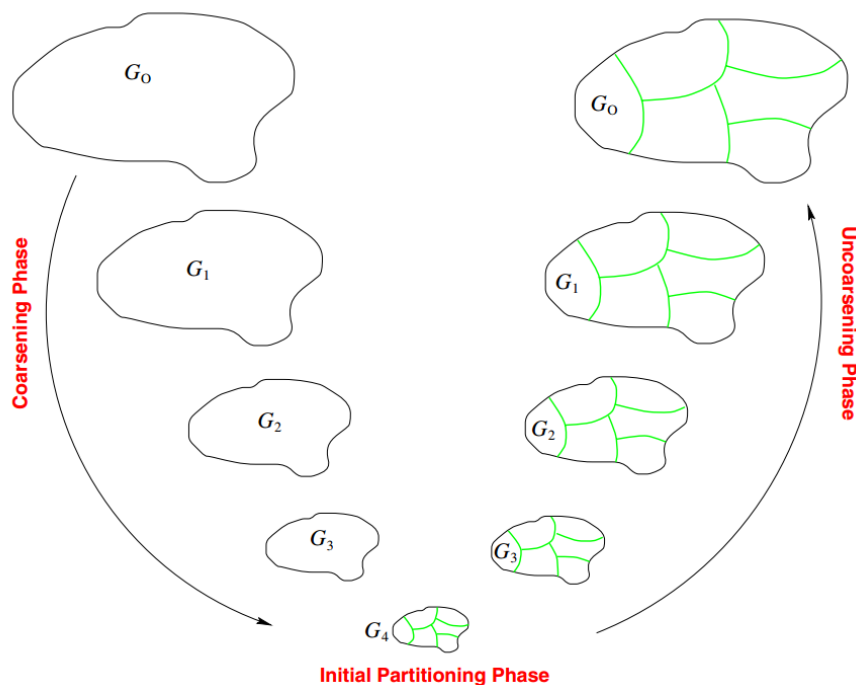 G_O
G_O
G_1
G_1
G_2
G_2
G_3
G_3
G_4
Coarsening Phase
Uncoarsening Phase
Initial Partitioning Phase